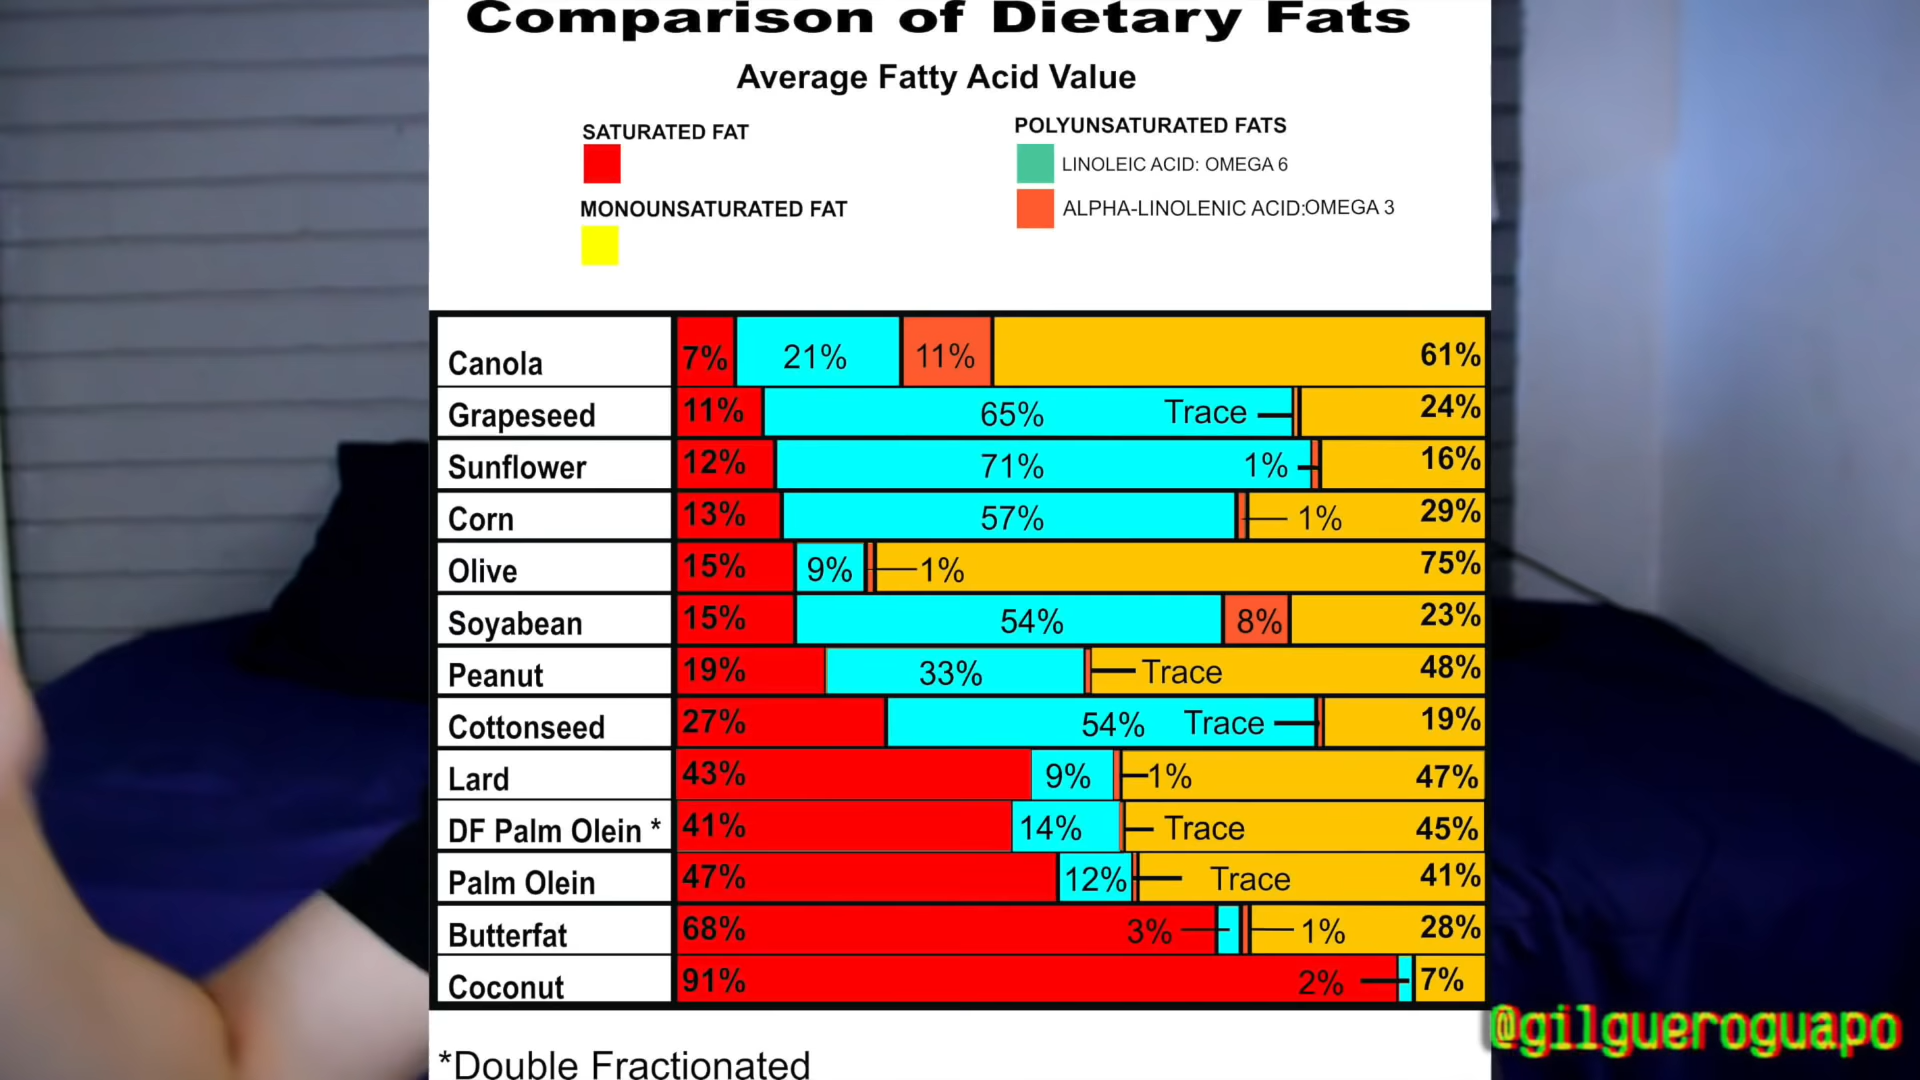 Comparison of Dietary Fats
Average Fatty Acid Value
SATURATED FAT
MONOUNSATURATED FAT
POLYUNSATURATED FATS
LINOLEIC ACID: OMEGA 6
ALPHA-LINOLENIC ACID:OMEGA 3
Canola 7% 21% 11% 61%
Grapeseed 11% 65% Trace 24%
Sunflower 12% 71% 1% 16%
Corn 13% 57% 1% 29%
Olive 15% 9% 1% 75%
Soyabean 15% 54% 8% 23%
Peanut 19% 33% Trace 48%
Cottonseed 27% 54% Trace 19%
Lard 43% 9% 1% 47%
DF Palm Olein * 41% 14% Trace 45%
Palm Olein 47% 12% Trace 41%
Butterfat 68% 3% 1% 28%
Coconut 91% 2% 7%
*Double Fractionated
@gilgueroguapo